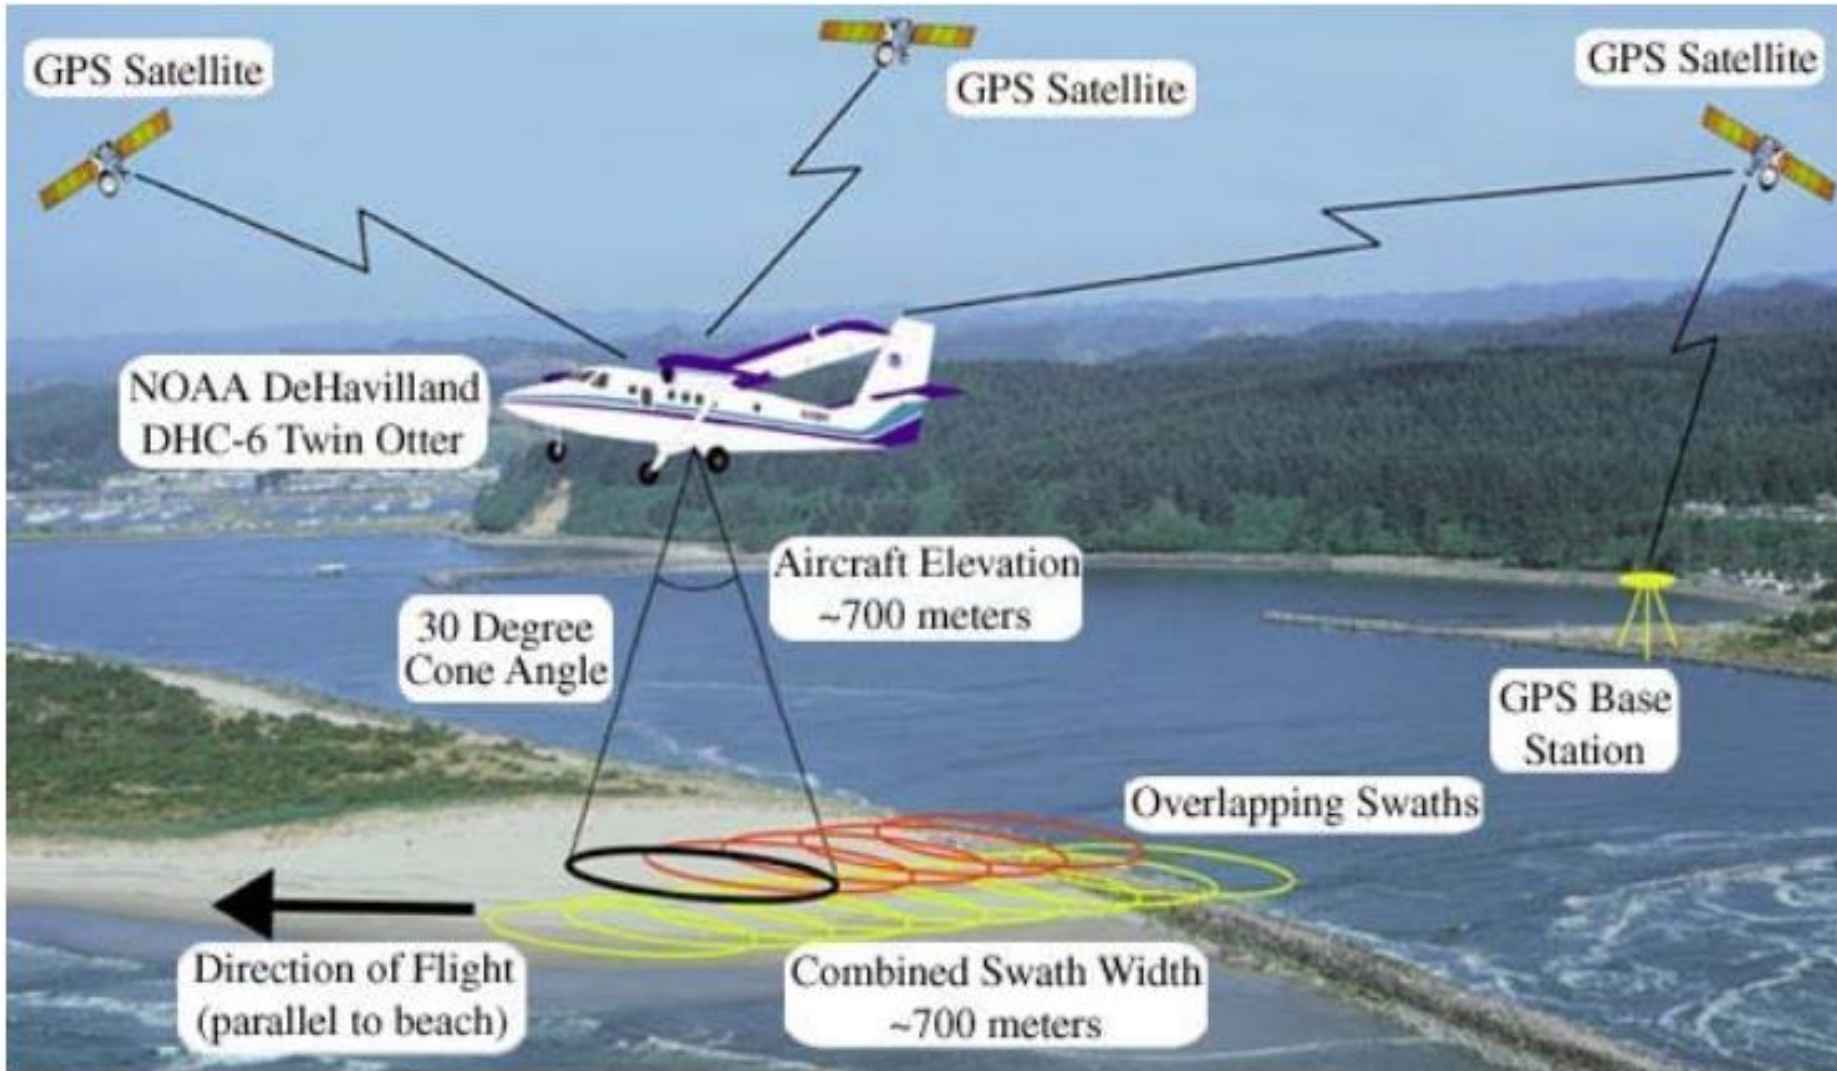 GPS Satellite
GPS Satellite
GPS Satellite
NOAA DeHavilland
DHC-6 Twin Otter
Aircraft Elevation
~700 meters
30 Degree
Cone Angle
GPS Base
Station
Overlapping Swaths
Direction of Flight
(parallel to beach)
Combined Swath Width
~700 meters